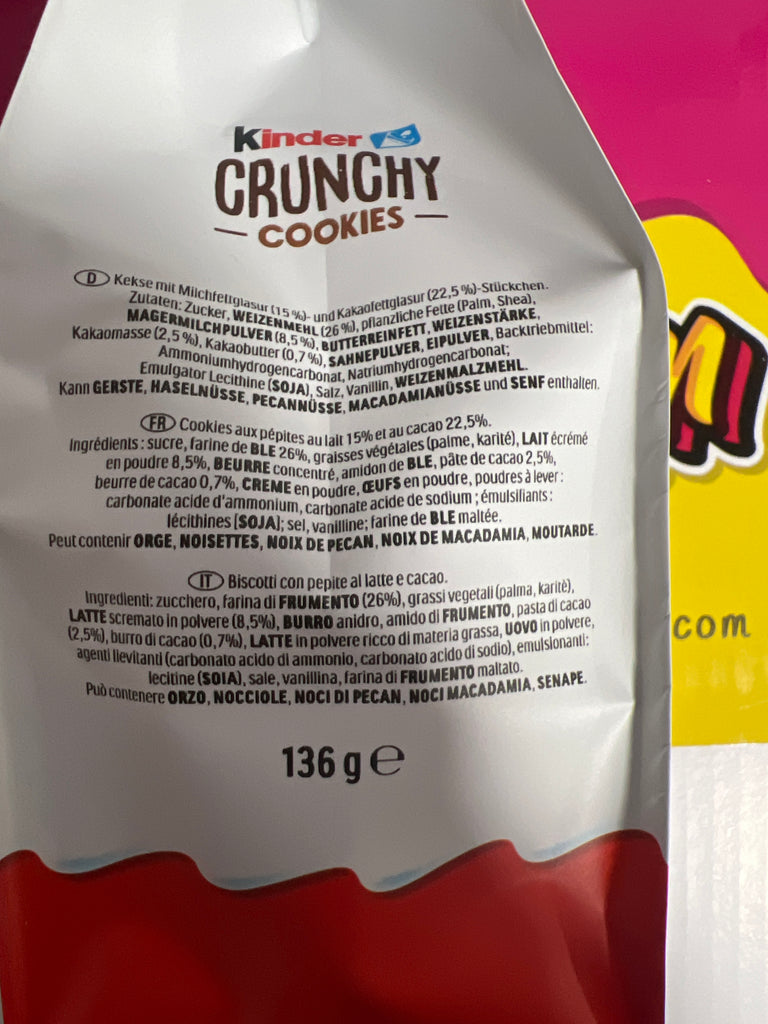 Kinder
CRUNCHY
COOKIES
D Kekse mit Milchfettglasur (15 %)- und Kakaofettglasur (22,5 %)-Stückchen.
Zutaten: Zucker, WEIZENMEHL (26 %), pflanzliche Fette (Palm, Shea),
MAGERMILCHPULVER (8,5 %), BUTTERREINFETT, WEIZENSTÄRKE,
Kakaomasse (2,5 %), Kakaobutter (0,7 %), SAHNEPULVER, EIPULVER, Backtriebmittel:
Ammoniumhydrogencarbonat, Natriumhydrogencarbonat;
Emulgator Lecithine (SOJA), Salz, Vanillin, WEIZENMALZMEHL.
Kann GERSTE, HASELNÜSSE, PECANNÜSSE, MACADAMIANÜSSE und SENF enthalten.
FR Cookies aux pépites au lait 15% et au cacao 22,5%.
Ingrédients : sucre, farine de BLE 26%, graisses végétales (palme, karité), LAIT écrémé
en poudre 8,5%, BEURRE concentré, amidon de BLE, pâte de cacao 2,5%,
beurre de cacao 0,7%, CREME en poudre, ŒUFS en poudre, poudres à lever :
carbonate acide d'ammonium, carbonate acide de sodium ; émulsifiants :
lécithines [SOJA]; sel, vanilline; farine de BLE maltée.
Peut contenir ORGE, NOISETTES, NOIX DE PECAN, NOIX DE MACADAMIA, MOUTARDE.
IT Biscotti con pepite al latte e cacao.
Ingredienti: zucchero, farina di FRUMENTO (26%), grassi vegetali (palma, karitè),
LATTE scremato in polvere (8,5%), BURRO anidro, amido di FRUMENTO, pasta di cacao
(2,5%), burro di cacao (0,7%), LATTE in polvere ricco di materia grassa, UOVO in polvere,
agenti lievitanti (carbonato acido di ammonio, carbonato acido di sodio), emulsionanti:
lecitine (SOIA), sale, vanillina, farina di FRUMENTO maltato.
Può contenere ORZO, NOCCIOLE, NOCI DI PECAN, NOCI MACADAMIA, SENAPE.
136 g e
com